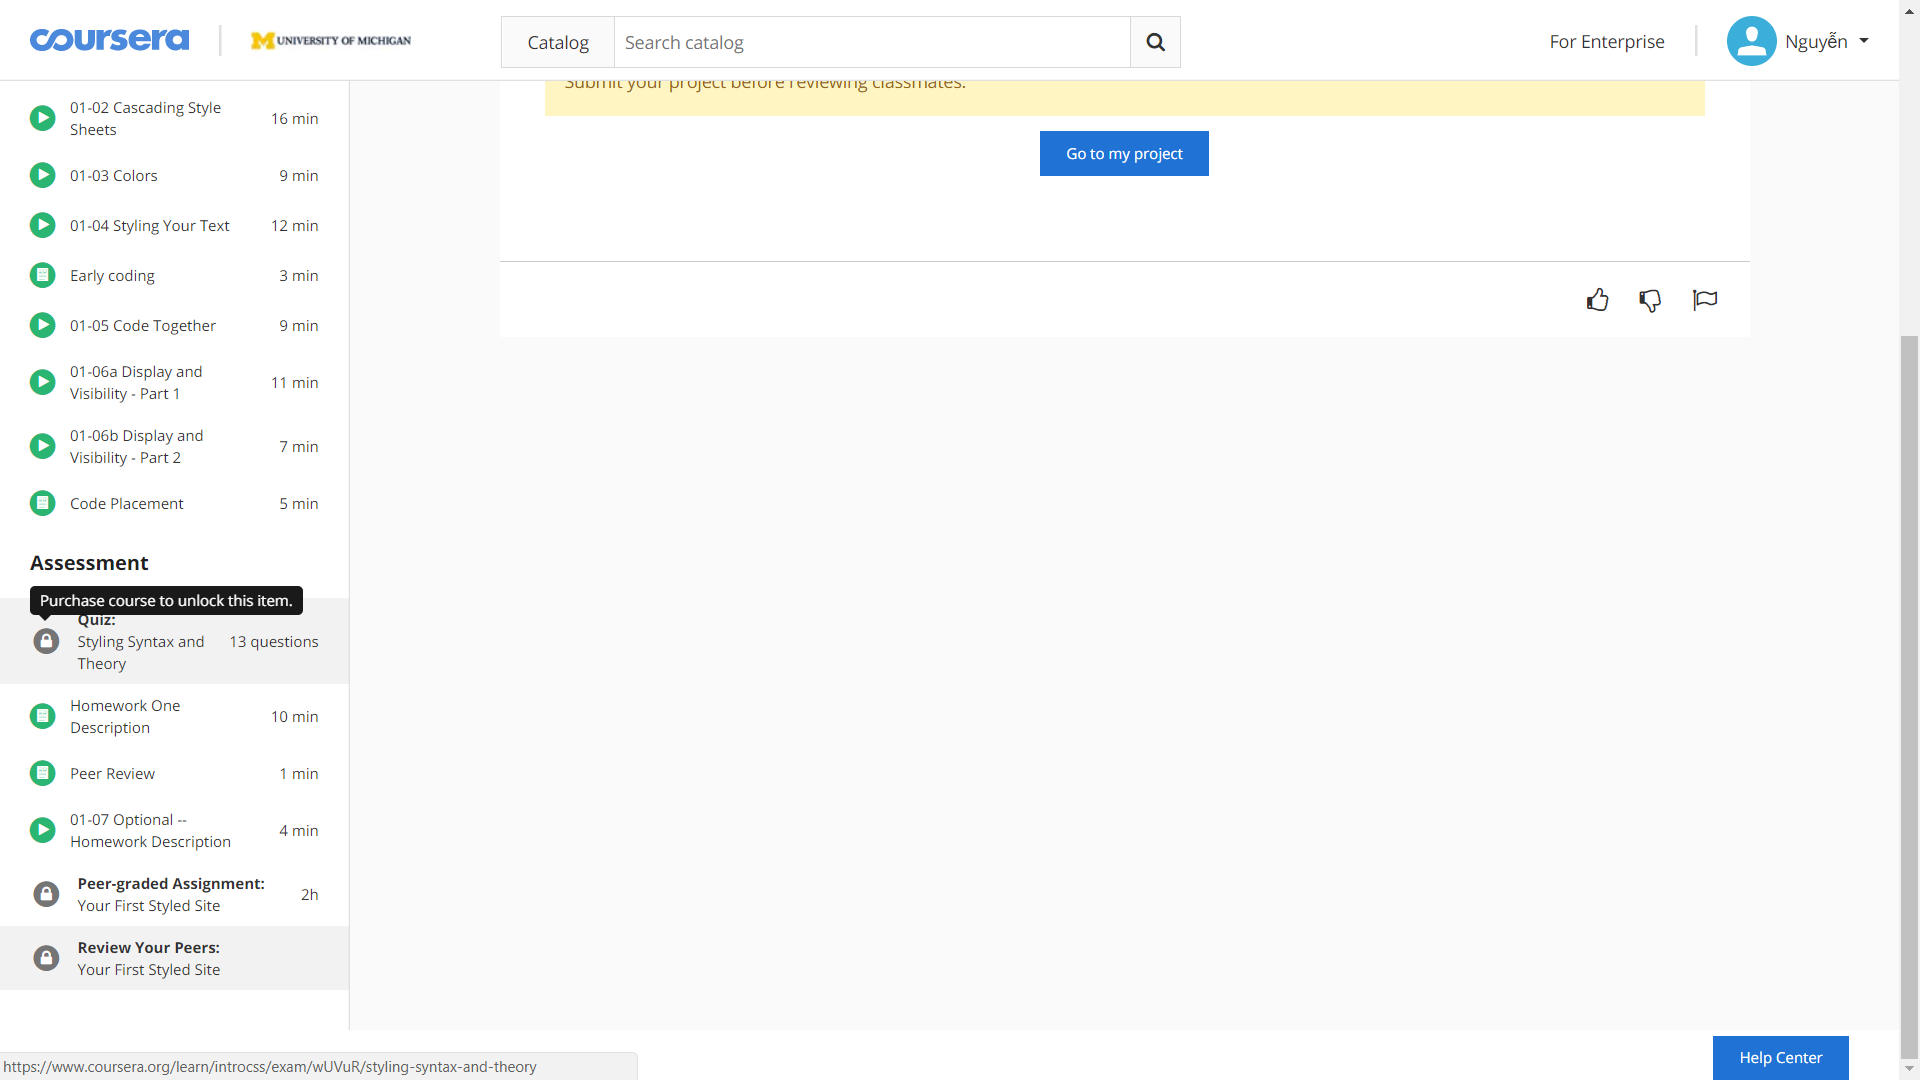 coursera
UNIVERSITY OF MICHIGAN
Catalog
Search catalog
For Enterprise
Nguyễn
Submit your project before reviewing classmates.
Go to my project
01-02 Cascading Style
Sheets
16 min
01-03 Colors
9 min
01-04 Styling Your Text
12 min
Early coding
3 min
01-05 Code Together
9 min
01-06a Display and
Visibility - Part 1
11 min
01-06b Display and
Visibility - Part 2
7 min
Code Placement
5 min
Assessment
Purchase course to unlock this item.
Quiz:
Styling Syntax and
Theory
13 questions
Homework One
Description
10 min
Peer Review
1 min
01-07 Optional --
Homework Description
4 min
Peer-graded Assignment:
Your First Styled Site
2h
Review Your Peers:
Your First Styled Site
Help Center
https://www.coursera.org/learn/introcss/exam/wUVuR/styling-syntax-and-theory